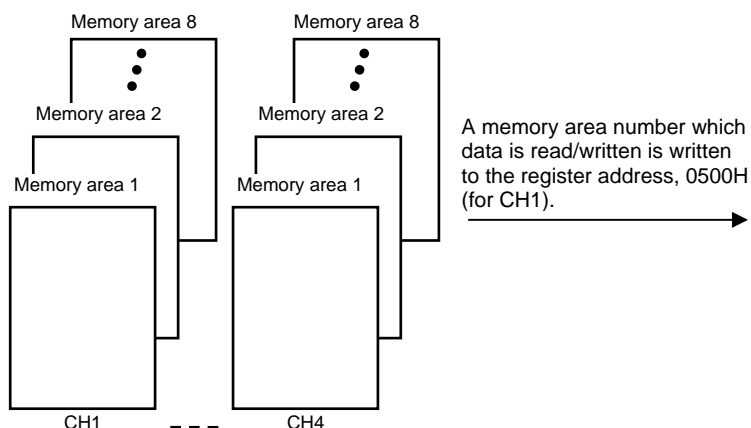 Memory area 8
Memory area 8
Memory area 2
Memory area 2
Memory area 1
Memory area 1
A memory area number which
data is read/written is written
to the register address, 0500H
(for CH1).
CH1
CH4